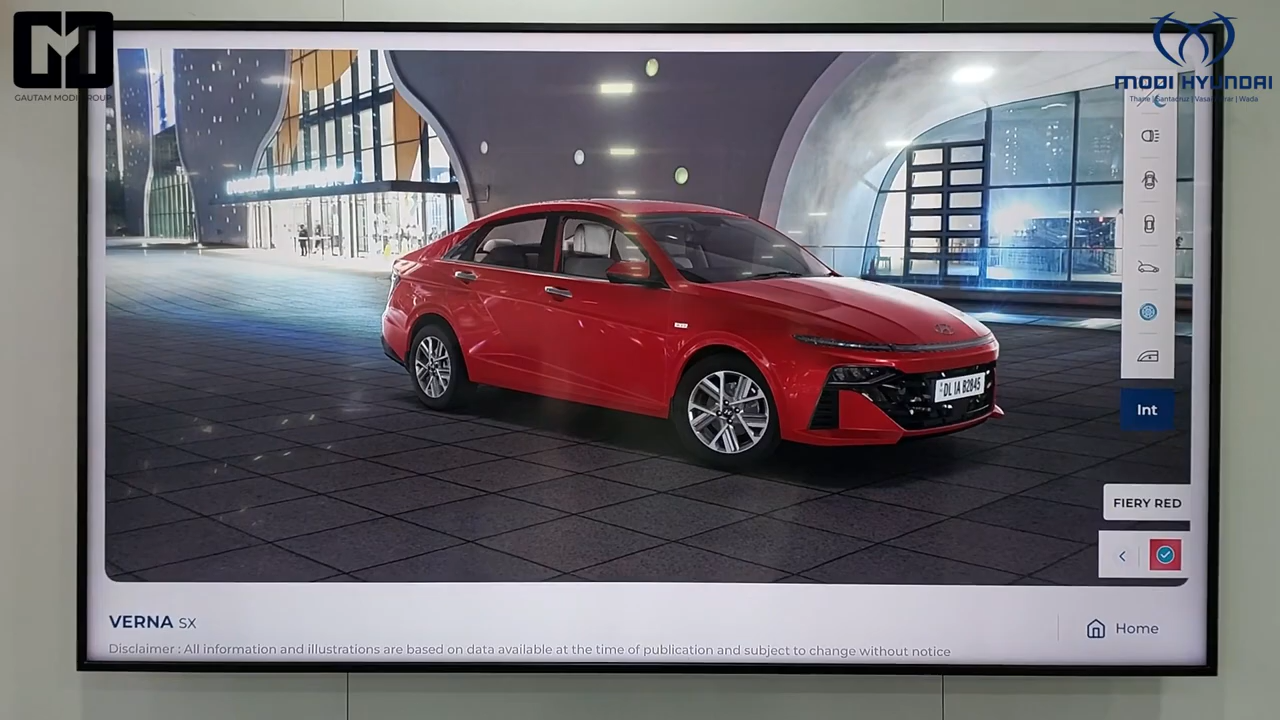 GM
GAUTAM MODI GROUP
MODI HYUNDAI
Thane | Santacruz | Vasai Virar | Wada
DL 1A B2845
Int
FIERY RED
VERNA SX
Home
Disclaimer : All information and illustrations are based on data available at the time of publication and subject to change without notice